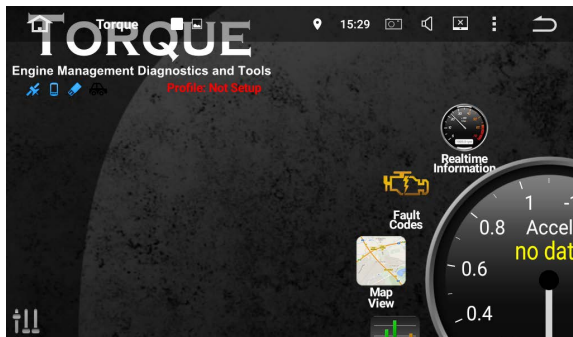 Torque
15:29
TORQUE
Engine Management Diagnostics and Tools
Profile: Not Setup
Realtime
Information
Fault
Codes
Map
View
1
-1
0.8
Accel
no dat
0.6
0.4